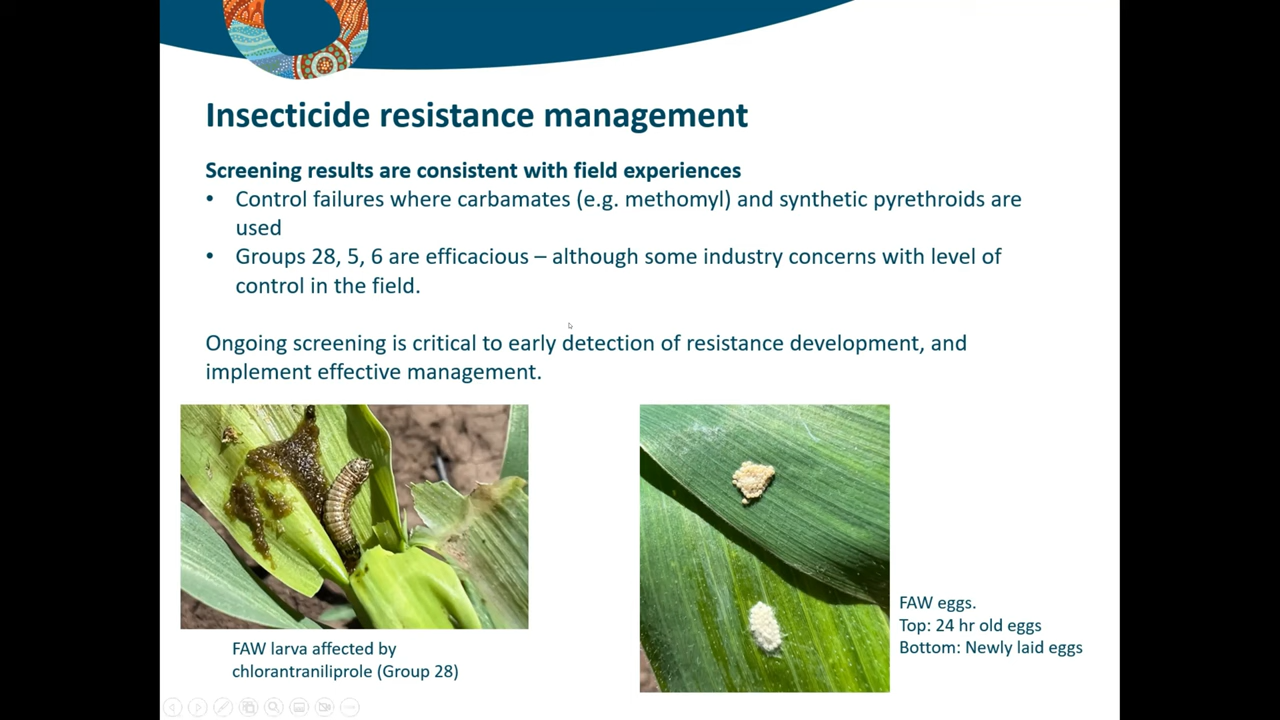 Insecticide resistance management
Screening results are consistent with field experiences
• Control failures where carbamates (e.g. methomyl) and synthetic pyrethroids are
used
• Groups 28, 5, 6 are efficacious – although some industry concerns with level of
control in the field.
Ongoing screening is critical to early detection of resistance development, and
implement effective management.
FAW larva affected by
chlorantraniliprole (Group 28)
FAW eggs.
Top: 24 hr old eggs
Bottom: Newly laid eggs